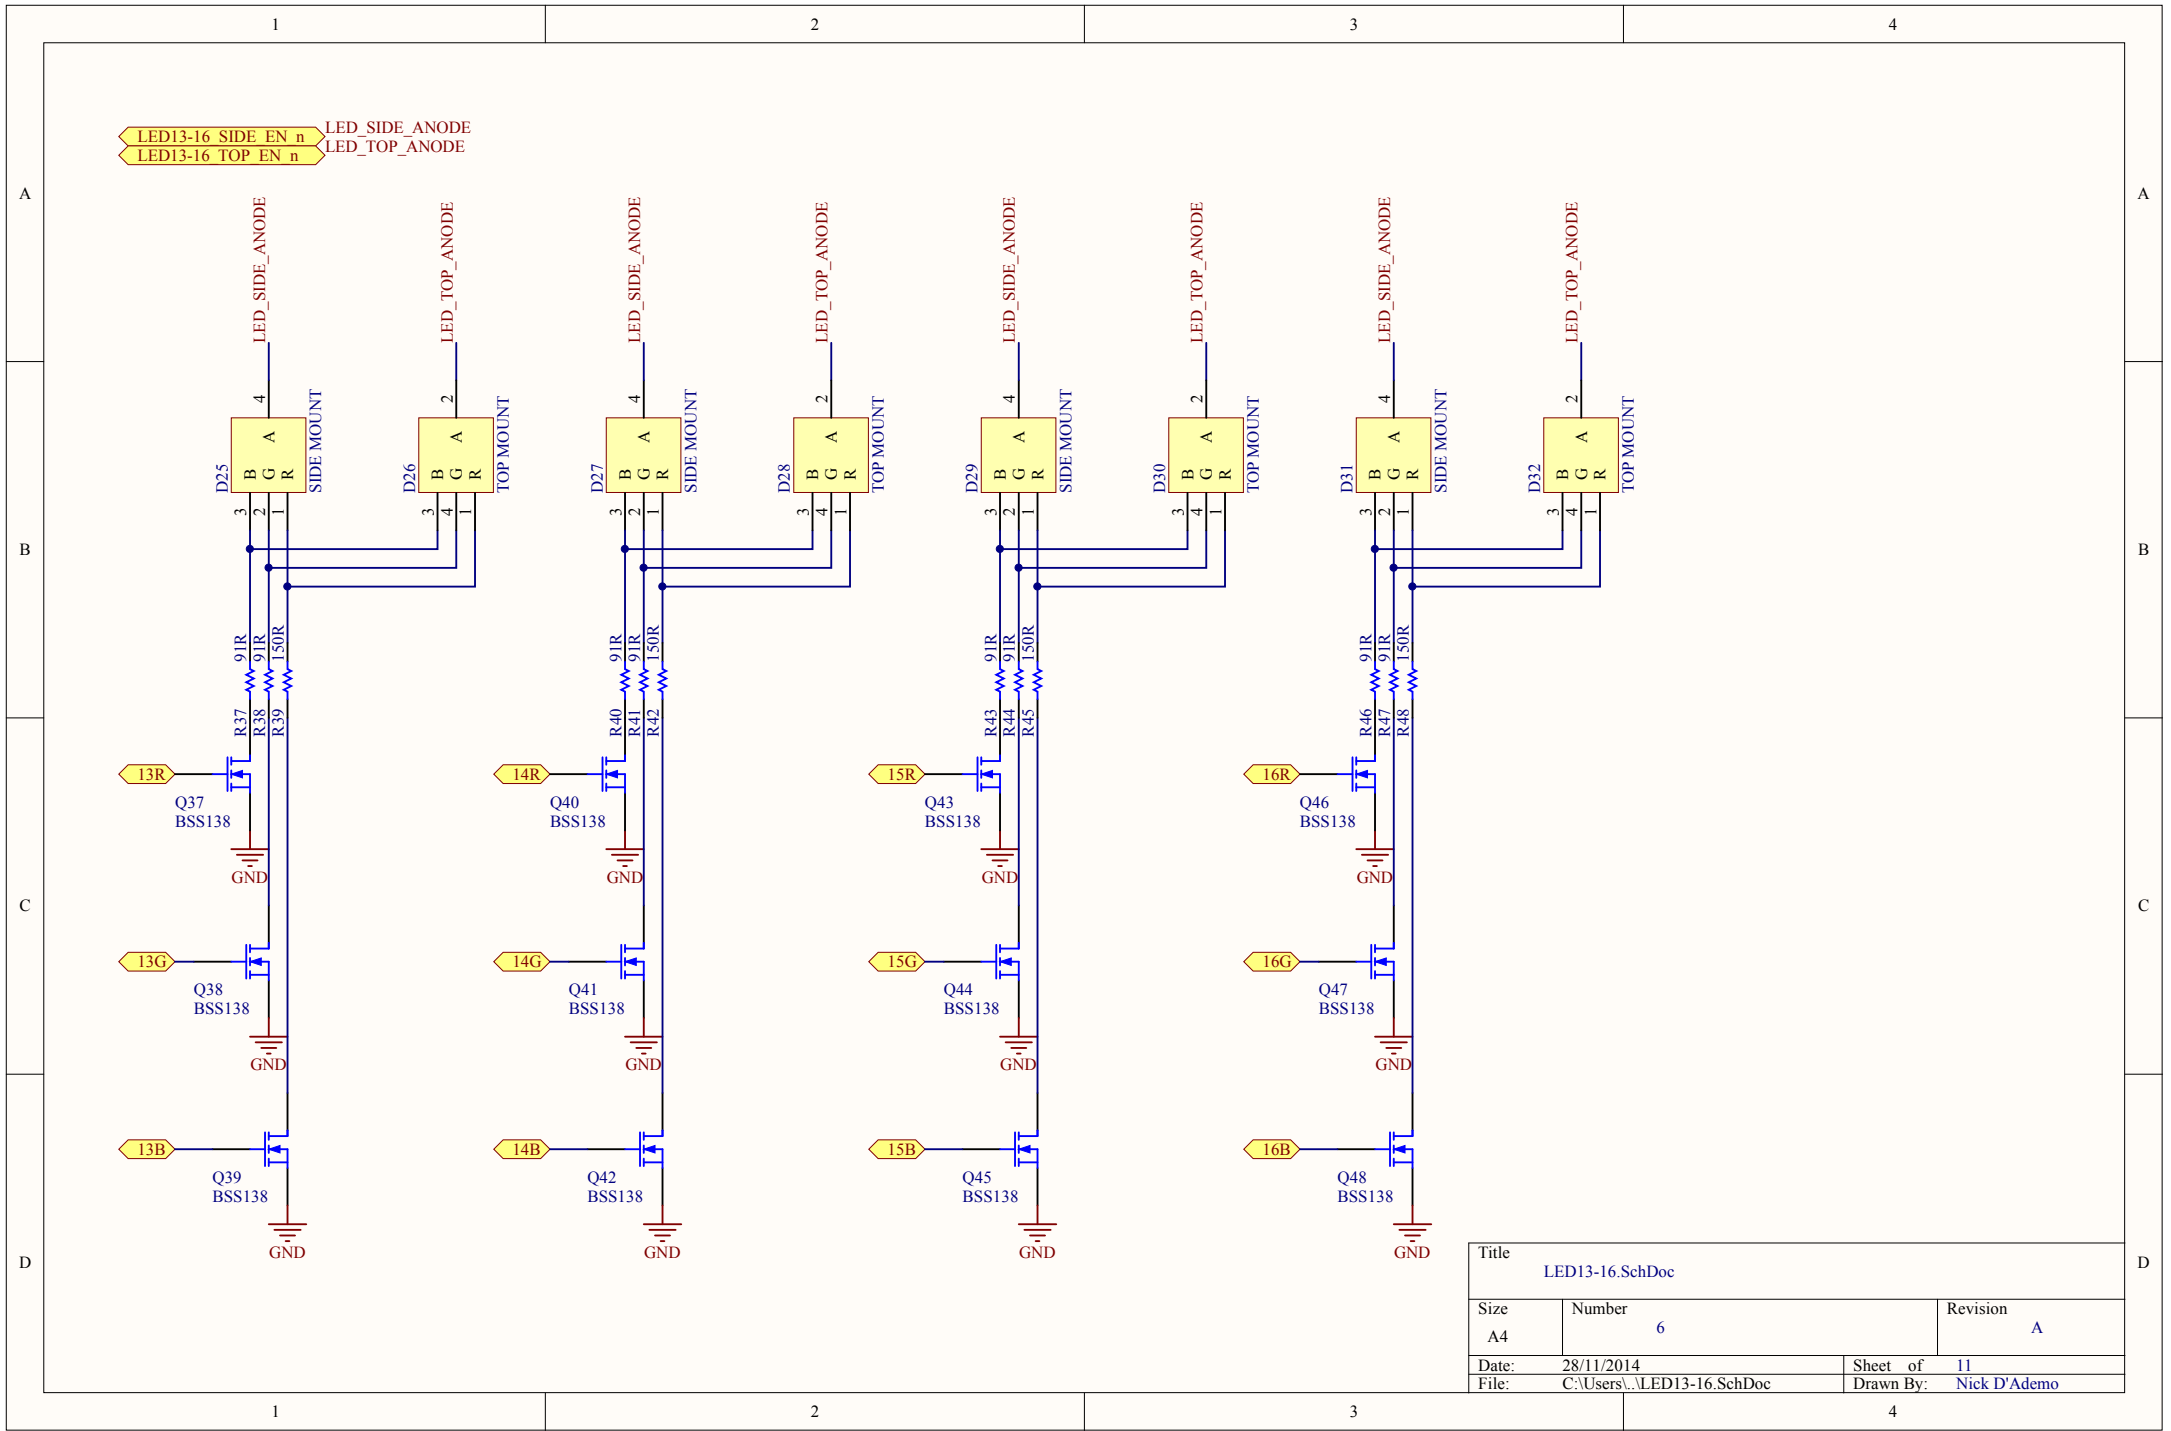 1 2 3 4
LED13-16_SIDE_EN_n LED_SIDE_ANODE
LED13-16_TOP_EN_n LED_TOP_ANODE
A A
LED_SIDE_ANODE LED_TOP_ANODE LED_SIDE_ANODE LED_TOP_ANODE LED_SIDE_ANODE LED_TOP_ANODE LED_SIDE_ANODE LED_TOP_ANODE
4 2 4 2 4 2 4 2
A A A A A A A A
B G R B G R B G R B G R B G R B G R B G R B G R
D25 SIDE MOUNT D26 TOP MOUNT D27 SIDE MOUNT D28 TOP MOUNT D29 SIDE MOUNT D30 TOP MOUNT D31 SIDE MOUNT D32 TOP MOUNT
3 2 1 3 4 1 3 2 1 3 4 1 3 2 1 3 4 1 3 2 1 3 4 1
B B
91R 91R 150R 91R 91R 150R 91R 91R 150R 91R 91R 150R
R37 R38 R39 R40 R41 R42 R43 R44 R45 R46 R47 R48
13R 14R 15R 16R
Q37 Q40 Q43 Q46
BSS138 BSS138 BSS138 BSS138
GND GND GND GND
C C
13G 14G 15G 16G
Q38 Q41 Q44 Q47
BSS138 BSS138 BSS138 BSS138
GND GND GND GND
13B 14B 15B 16B
Q39 Q42 Q45 Q48
BSS138 BSS138 BSS138 BSS138
GND GND GND GND
D D
Title
LED13-16.SchDoc
Size Number Revision
A4 6 A
Date: 28/11/2014 Sheet of 11
File: C:\Users\..\LED13-16.SchDoc Drawn By: Nick D'Ademo
1 2 3 4